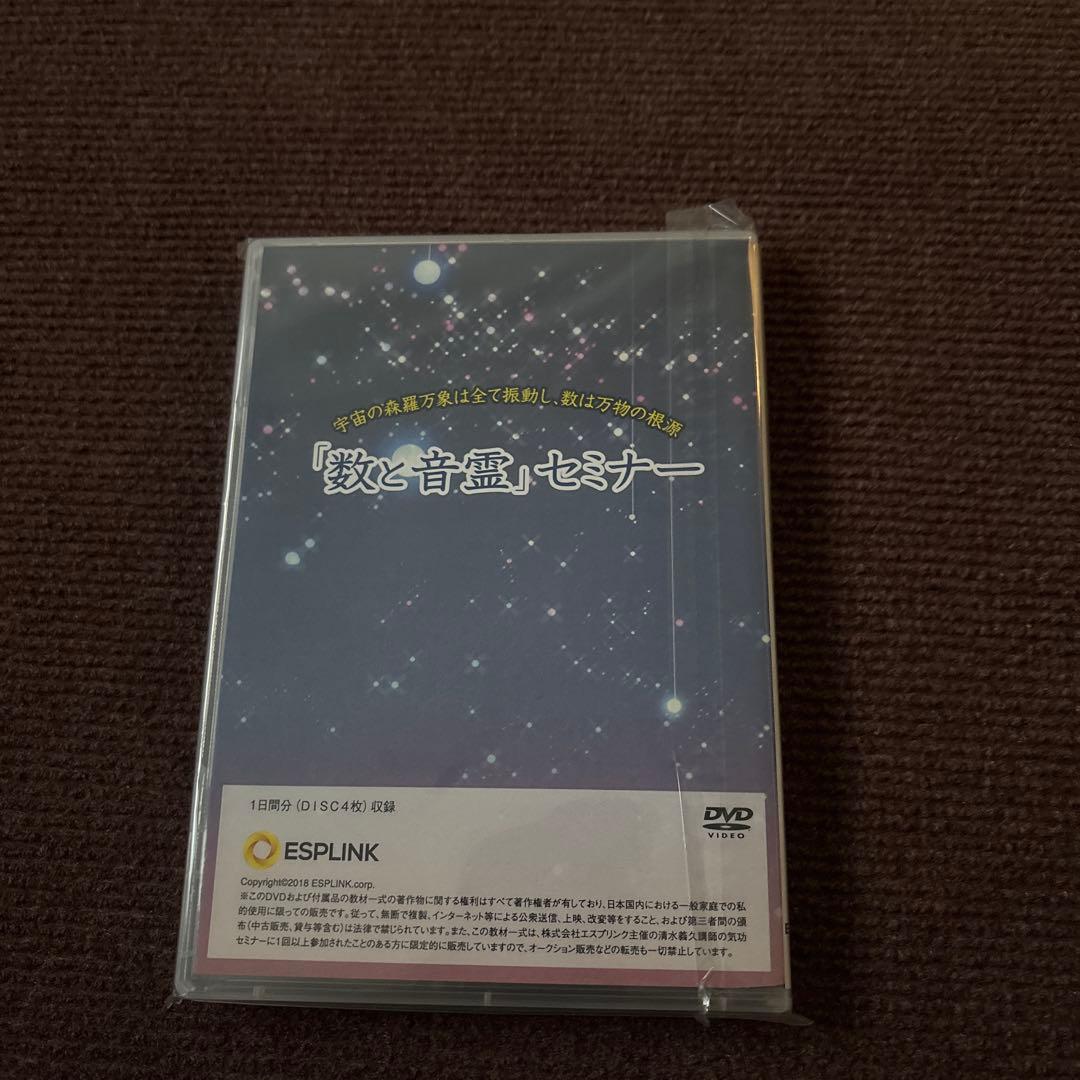 宇宙の森羅万象は全て振動し、数は万物の根源
「数と音霊」セミナー
1日間分(DISC4枚)収録
DVD
VIDEO
ESPLINK
Copyright©2018 ESPLINK.corp.
※このDVDおよび付属品の教材一式の著作物に関する権利はすべて著作権者が有しており、日本国内における一般家庭での私
的使用に限っての販売です。従って、無断で複製、インターネット等による公衆送信、上映、改変等をすること、および第三者間の頒
布(中古販売、貸与等含む)は法律で禁じられています。また、この教材一式は、株式会社エスプリンク主催の清水義久講師の気功
セミナーに1回以上参加されたことのある方に限定的に販売していますので、オークション販売などの転売も一切禁止しています。